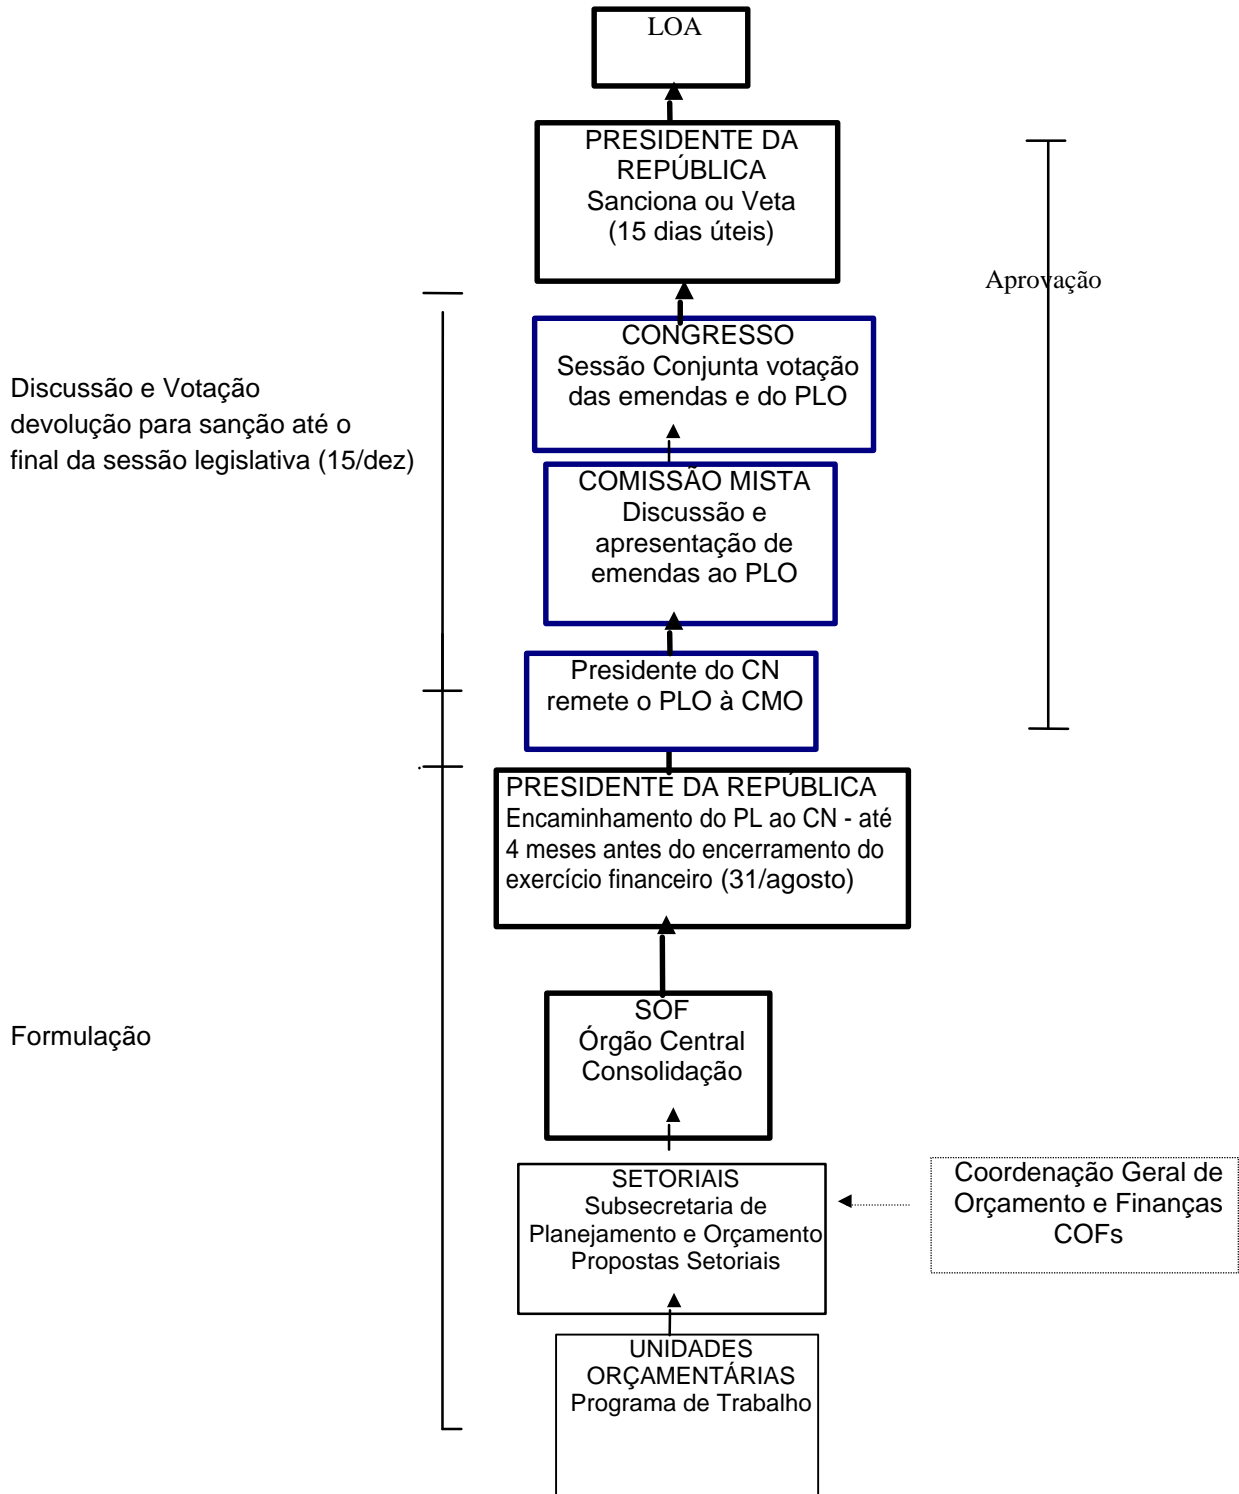 LOA
PRESIDENTE DA
REPÚBLICA
Sanciona ou Veta
(15 dias úteis)
Aprovação
CONGRESSO
Sessão Conjunta votação
das emendas e do PLO
Discussão e Votação
devolução para sanção até o
final da sessão legislativa (15/dez)
COMISSÃO MISTA
Discussão e
apresentação de
emendas ao PLO
Presidente do CN
remete o PLO à CMO
PRESIDENTE DA REPÚBLICA
Encaminhamento do PL ao CN - até
4 meses antes do encerramento do
exercício financeiro (31/agosto)
SOF
Órgão Central
Consolidação
Formulação
SETORIAIS
Subsecretaria de
Planejamento e Orçamento
Propostas Setoriais
Coordenação Geral de
Orçamento e Finanças
COFs
UNIDADES
ORÇAMENTÁRIAS
Programa de Trabalho